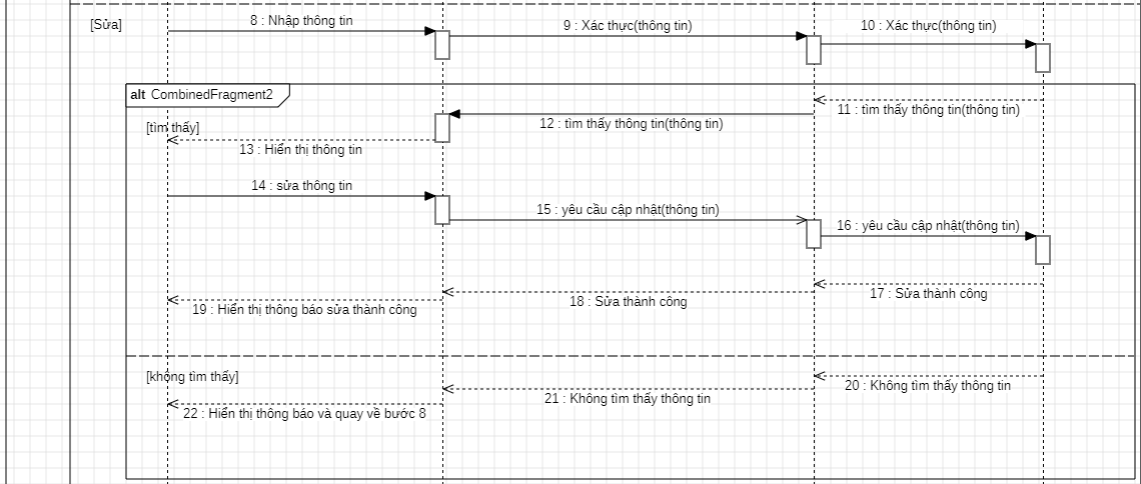 [Sửa]
8 : Nhập thông tin
9 : Xác thực(thông tin)
10 : Xác thực(thông tin)
alt CombinedFragment2
11 : tìm thấy thông tin(thông tin)
12 : tìm thấy thông tin(thông tin)
[tìm thấy]
13 : Hiển thị thông tin
14 : sửa thông tin
15 : yêu cầu cập nhật(thông tin)
16 : yêu cầu cập nhật(thông tin)
17 : Sửa thành công
18 : Sửa thành công
19 : Hiển thị thông báo sửa thành công
[không tìm thấy]
20 : Không tìm thấy thông tin
21 : Không tìm thấy thông tin
22 : Hiển thị thông báo và quay về bước 8